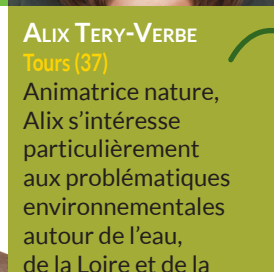 ALIX TERY-VERBE
Tours (37)
Animatrice nature,
Alix s'intéresse
particulièrement
aux problématiques
environnementales
autour de l'eau,
de la Loire et de la